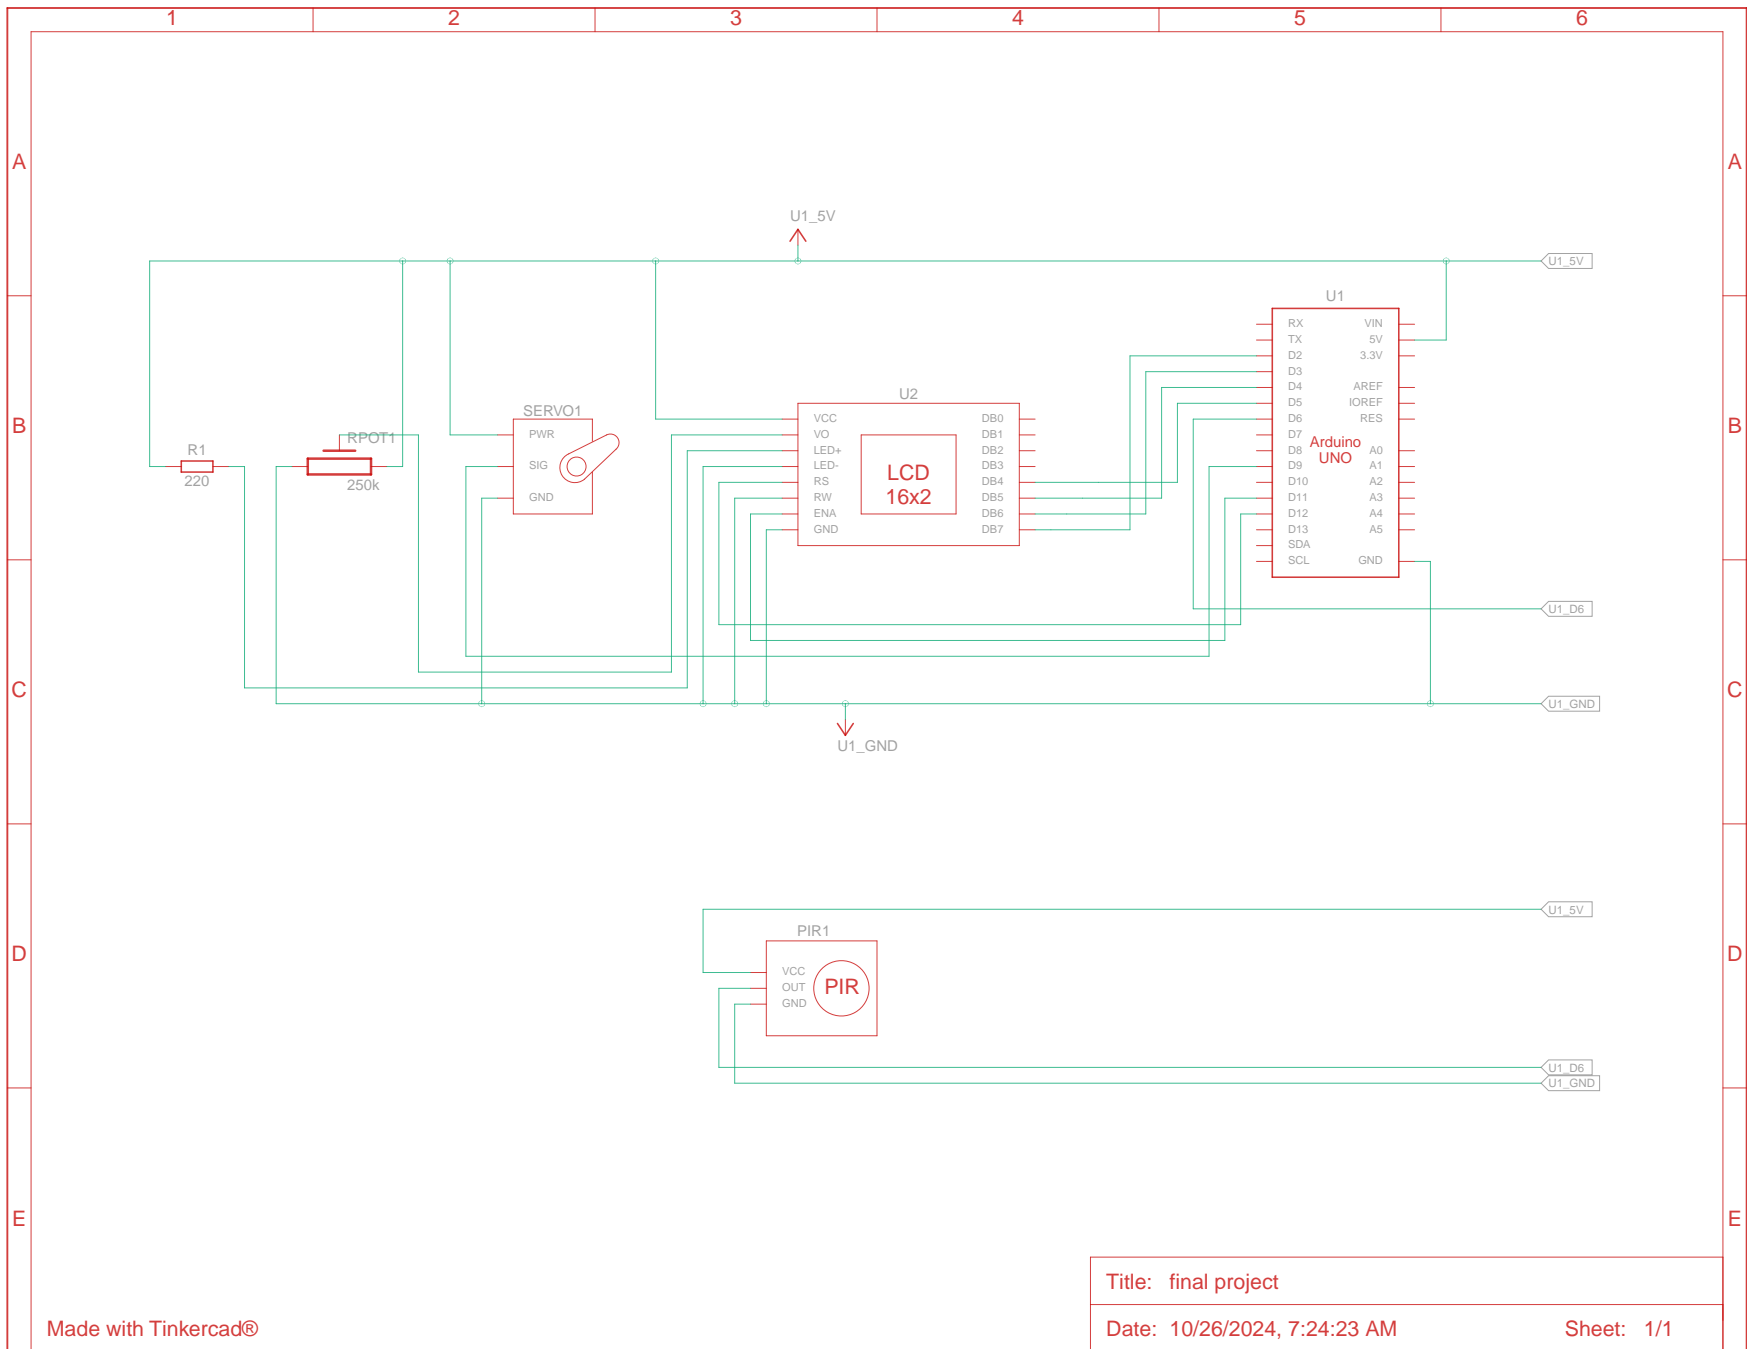 1 2 3 4 5 6
A A
U1_5V
U1_5V
U1
RX VIN
TX 5V
D2 3.3V
D3
D4 AREF
D5 IOREF
D6 RES
D7
D8 A0
D9 A1
D10 A2
D11 A3
D12 A4
D13 A5
SDA
SCL GND
Arduino
UNO
B B
U2
VCC DB0
VO DB1
LED+ DB2
LED- DB3
RS DB4
RW DB5
ENA DB6
GND DB7
LCD
16x2
SERVO1
PWR
SIG
GND
RPOT1
250k
R1
220
U1_D6
C C
U1_GND
U1_GND
U1_5V
PIR1
D D
VCC
OUT
GND
PIR
U1_D6
U1_GND
E E
Title: final project
Made with Tinkercad®
Date: 10/26/2024, 7:24:23 AM Sheet: 1/1